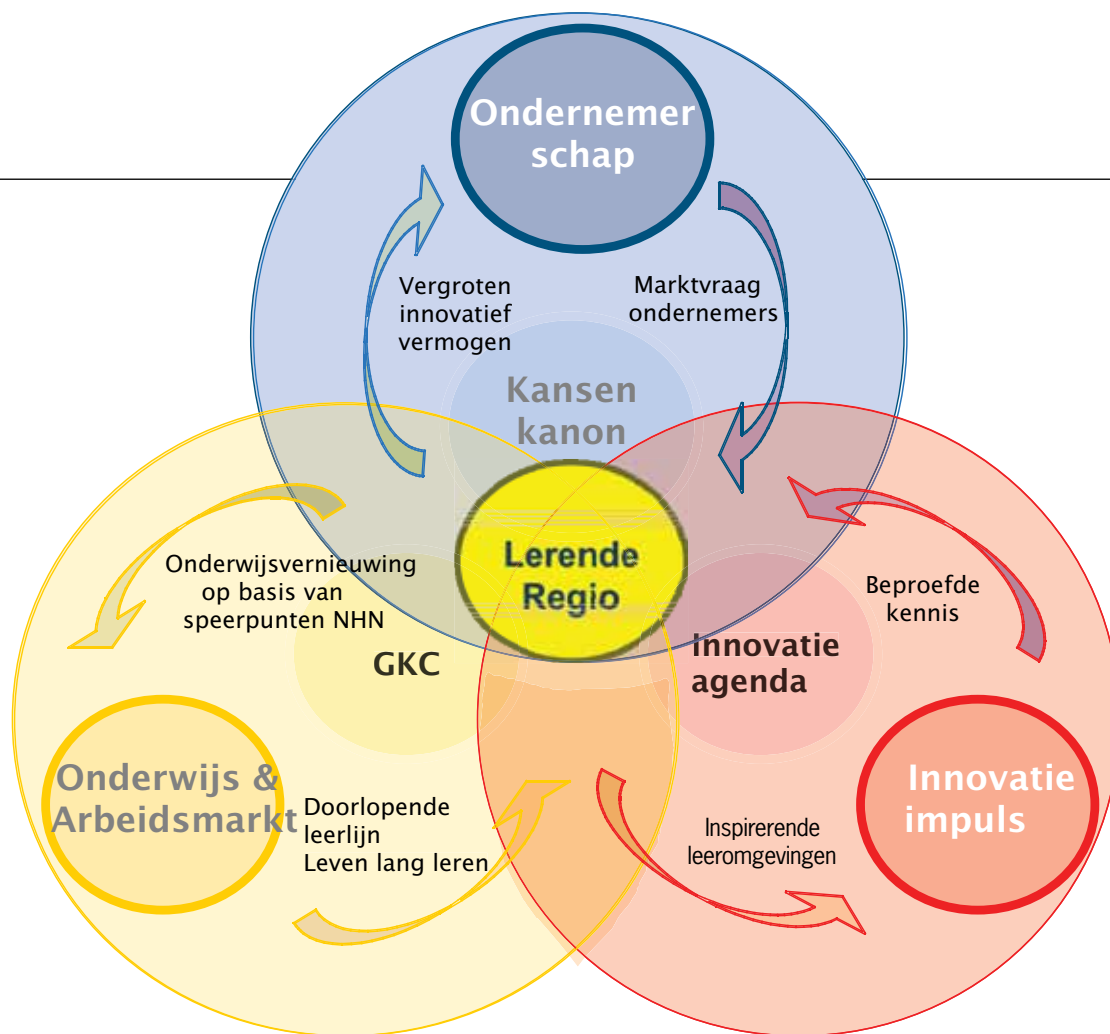 Ondernemer
schap
Vergroten
innovatief
vermogen
Marktvraag
ondernemers
Kansen
kanon
Lerende
Regio
Onderwijsvernieuwing
op basis van
speerpunten NHN
GKC
Innovatie
agenda
Beproefde
kennis
Onderwijs &
Arbeidsmarkt
Doorlopende
leerlijn
Leven lang leren
Inspirerende
leeromgevingen
Innovatie
impuls